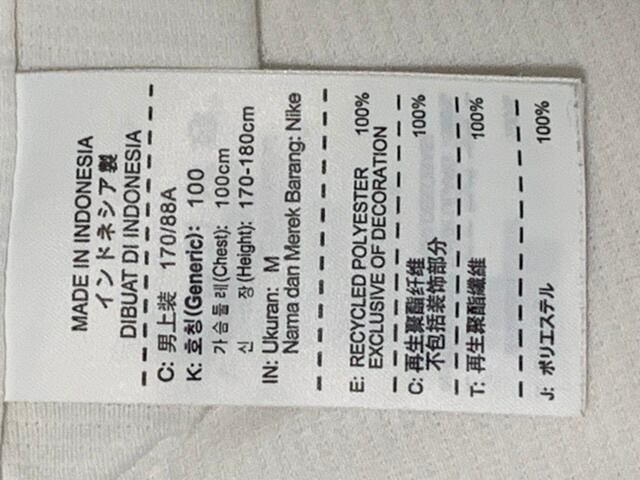 MADE IN INDONESIA
インドネシア製
DIBUAT DI INDONESIA
C: 男上装 170/88A
K: 호칭(Generic): 100
가슴둘레(Chest): 100cm
신 장(Height): 170-180cm
IN: Ukuran: M
Nama dan Merek Barang: Nike
E: RECYCLED POLYESTER 100%
EXCLUSIVE OF DECORATION
C: 再生聚酯纤维 100%
不包括装饰部分
T: 再生聚酯纖維 100%
J: ポリエステル 100%